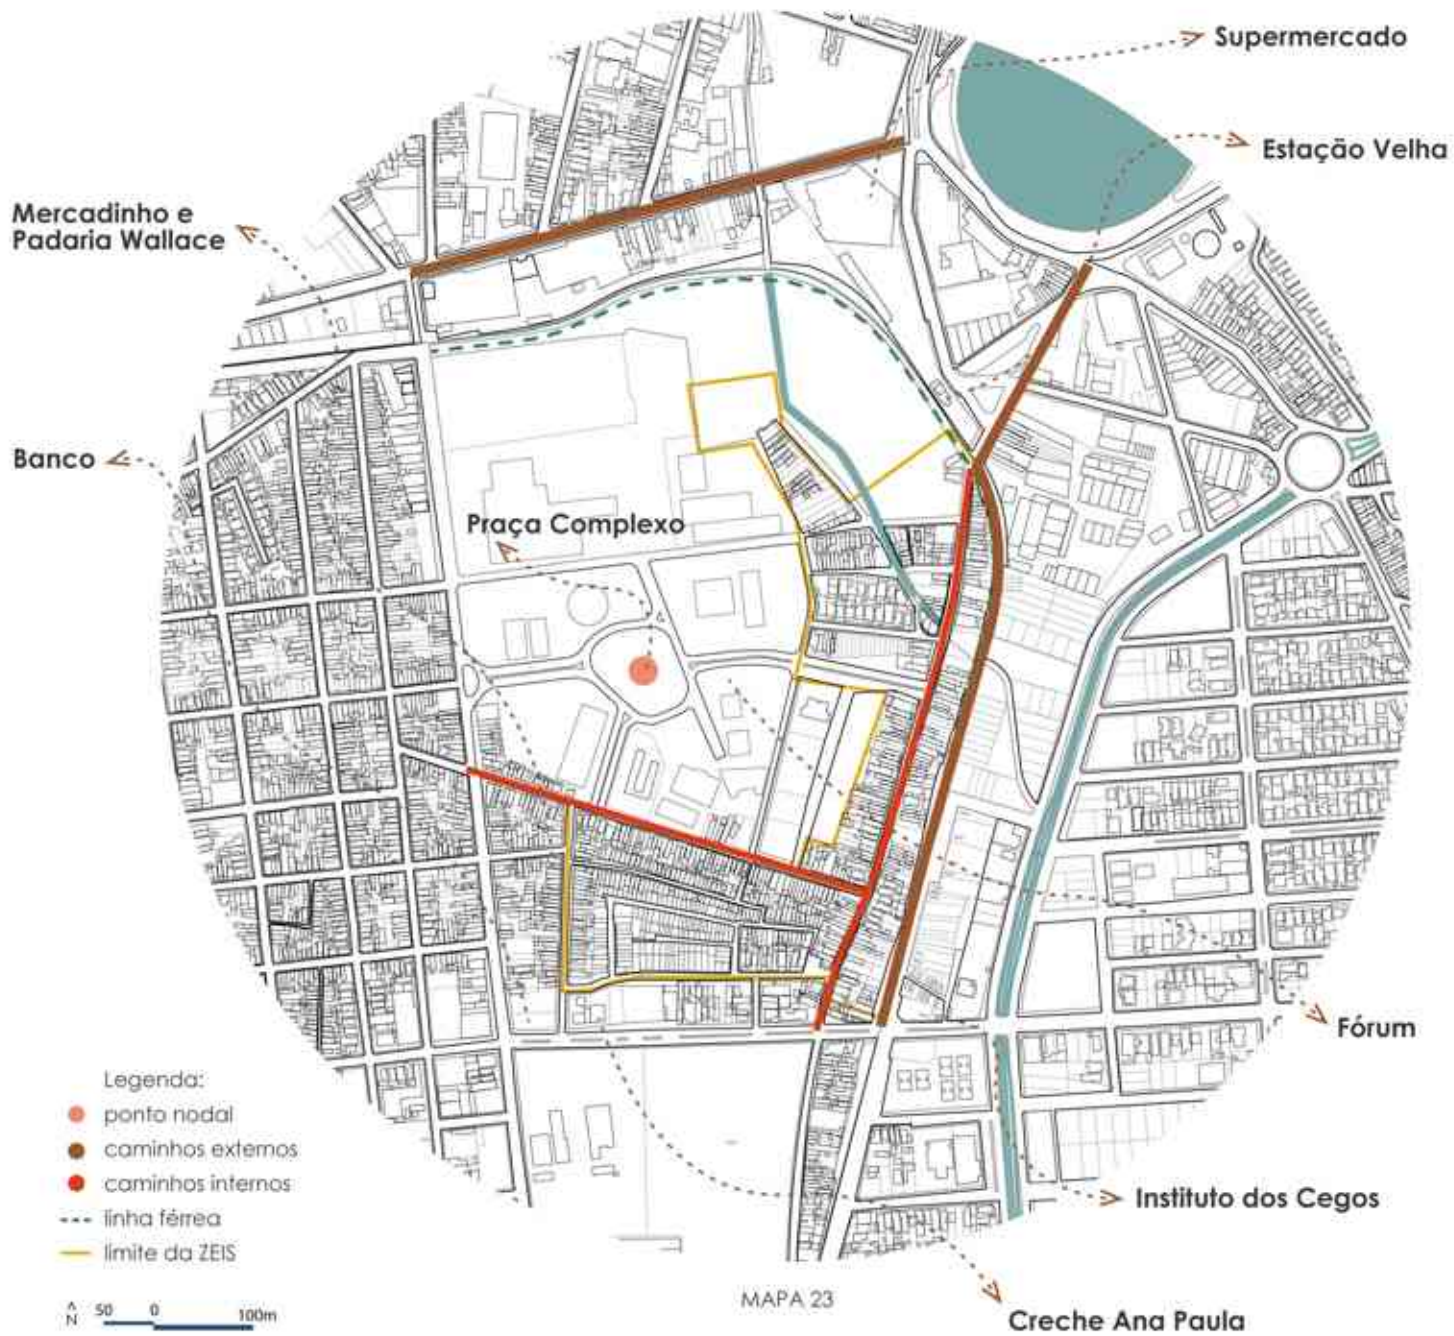 Supermercado
Estação Velha
Mercadinho e
Padaria Wallace
Banco
Praça Complexo
Fórum
Legenda:
ponto nodal
caminhos externos
caminhos internos
linha férrea
limite da ZEIS
Instituto dos Cegos
N 50 0 100m
MAPA 23
Creche Ana Paula